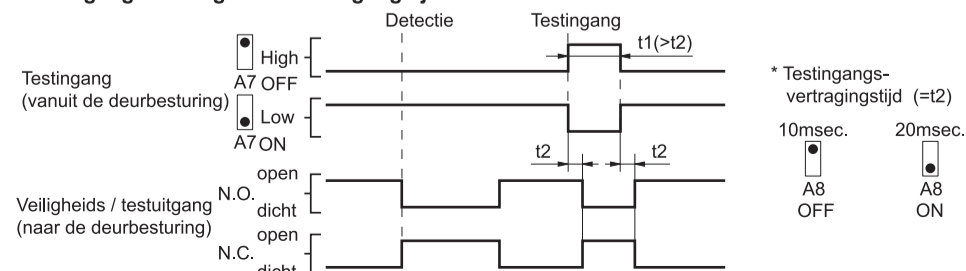 Detectie
Testingang
High
t1(>t2)
A7 OFF
Testingang
(vanuit de deurbesturing)
Low
A7 ON
t2
t2
* Testingangs-
vertragingstijd (=t2)
10msec.
20msec.
A8
OFF
A8
ON
Veiligheids / testuitgang
(naar de deurbesturing)
N.O.
open
dicht
N.C.
open
dicht